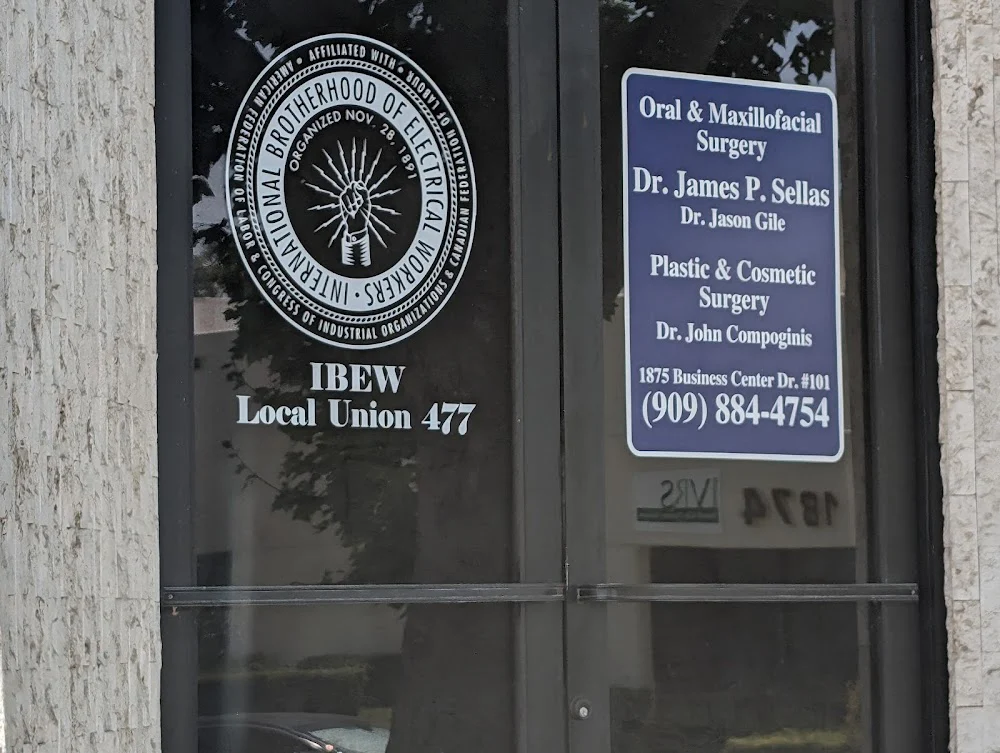 AFFILIATED WITH • AMERICAN FEDERATION OF LABOR & CONGRESS OF INDUSTRIAL ORGANIZATIONS & CANADIAN FEDERATION OF LABOUR •
INTERNATIONAL BROTHERHOOD OF ELECTRICAL WORKERS •
ORGANIZED NOV. 28, 1891
IBEW
Local Union 477
Oral & Maxillofacial
Surgery
Dr. James P. Sellas
Dr. Jason Gile
Plastic & Cosmetic
Surgery
Dr. John Compoginis
1875 Business Center Dr. #101
(909) 884-4754
IVRS
1874